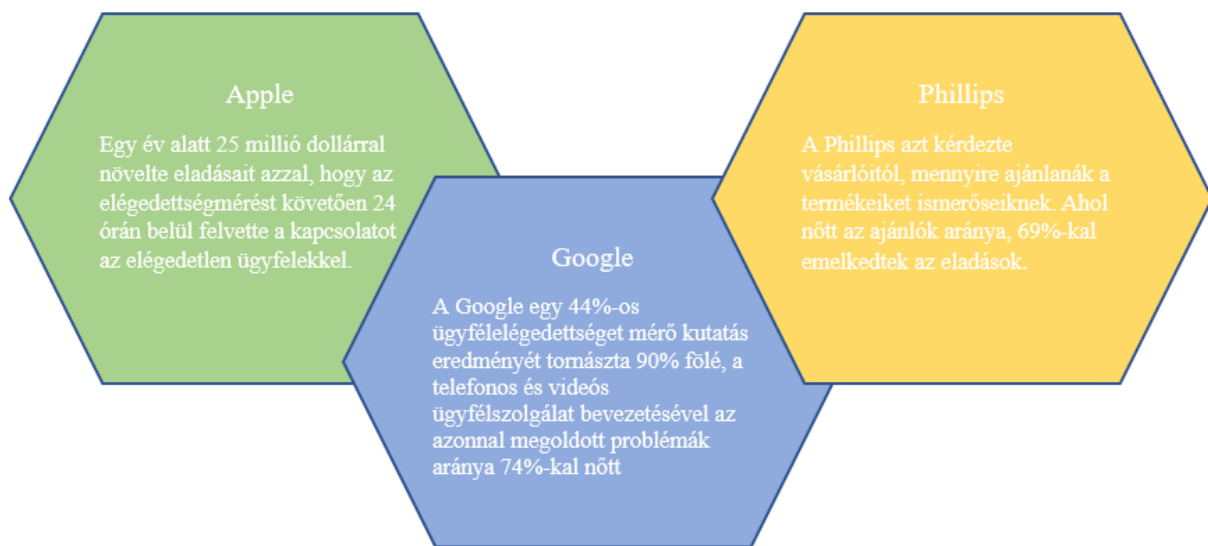 Apple
Egy év alatt 25 millió dollárral
növelte eladásait azzal, hogy az
elégedettségmérést követően 24
órán belül felvette a kapcsolatot
az elégedetlen ügyfelekkel.
Google
A Google egy 44%-os
ügyfélelégedettséget mérő kutatás
eredményét tornászta 90% fölé, a
telefonos és videós
ügyfélszolgálat bevezetésével az
azonnal megoldott problémák
aránya 74%-kal nőtt
Phillips
A Phillips azt kérdezte
vásárlóitól, mennyire ajánlanák a
termékeiket ismerőseiknek. Ahol
nőtt az ajánlók aránya, 69%-kal
emelkedtek az eladások.